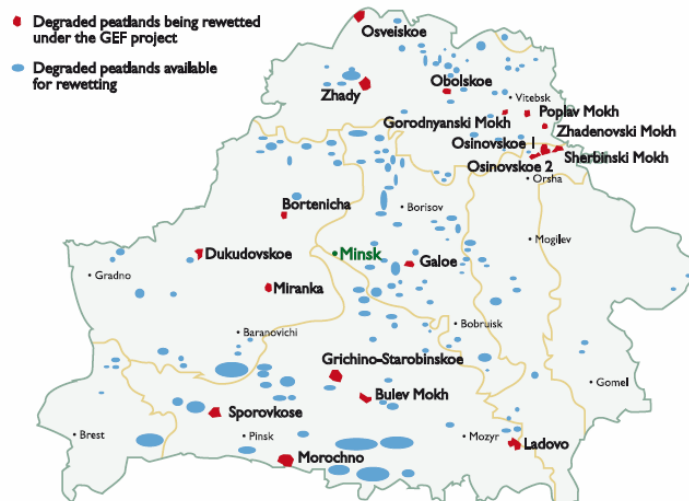 Degraded peatlands being rewetted
under the GEF project
Degraded peatlands available
for rewetting
Osveiskoe
Zhady
Obolskoe
Vitebsk
Gorodnyanski Mokh
Poplav Mokh
Zhadenovski Mokh
Osinovskoe 1
Sherbinski Mokh
Osinovskoe 2
Orsha
Bortenicha
Borisov
Mogilev
Dukudovskoe
Minsk
Galoe
Gradno
Miranka
Baranovichi
Bobruisk
Grichino-Starobinskoe
Gomel
Bulev Mokh
Sporovkose
Brest
Pinsk
Mozyr
Ladovo
Morochno